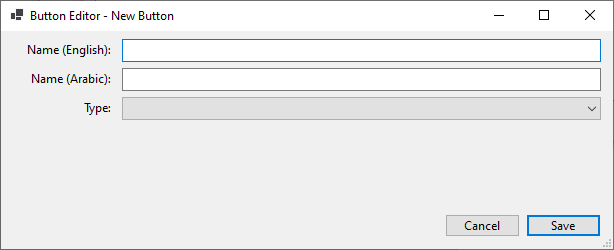 Button Editor - New Button
Name (English):
Name (Arabic):
Type:
Cancel
Save